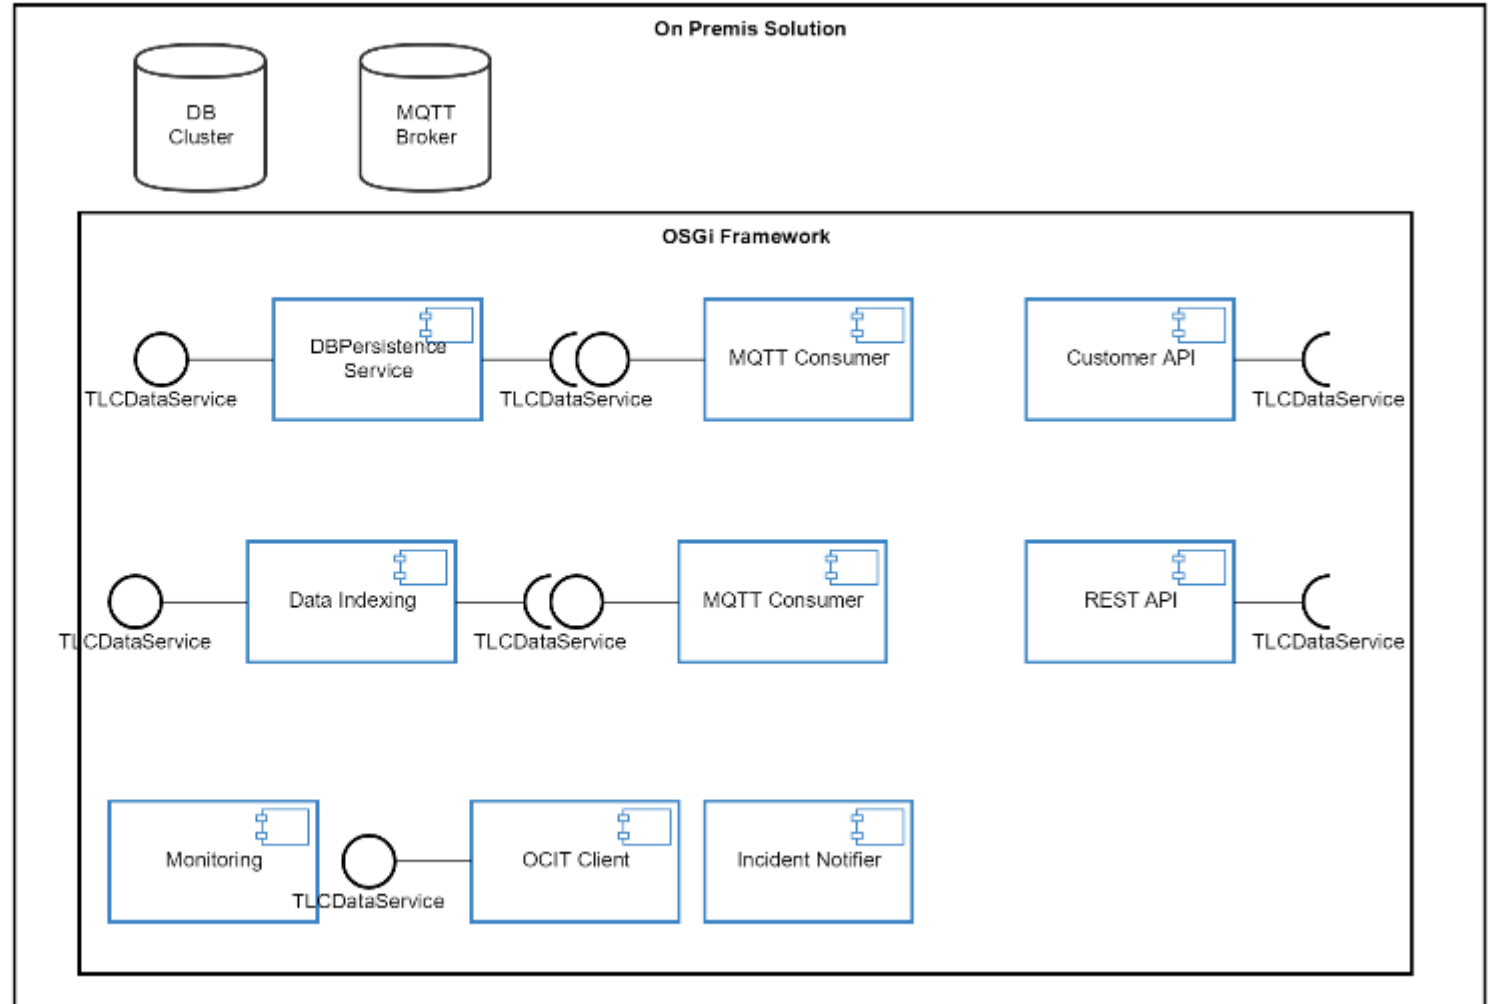 On Premis Solution
DB
Cluster
MQTT
Broker
OSGi Framework
DBPersistence
Service
MQTT Consumer
Customer API
TLCDataService
TLCDataService
TLCDataService
Data Indexing
MQTT Consumer
REST API
TLCDataService
TLCDataService
TLCDataService
Monitoring
OCIT Client
Incident Notifier
TLCDataService